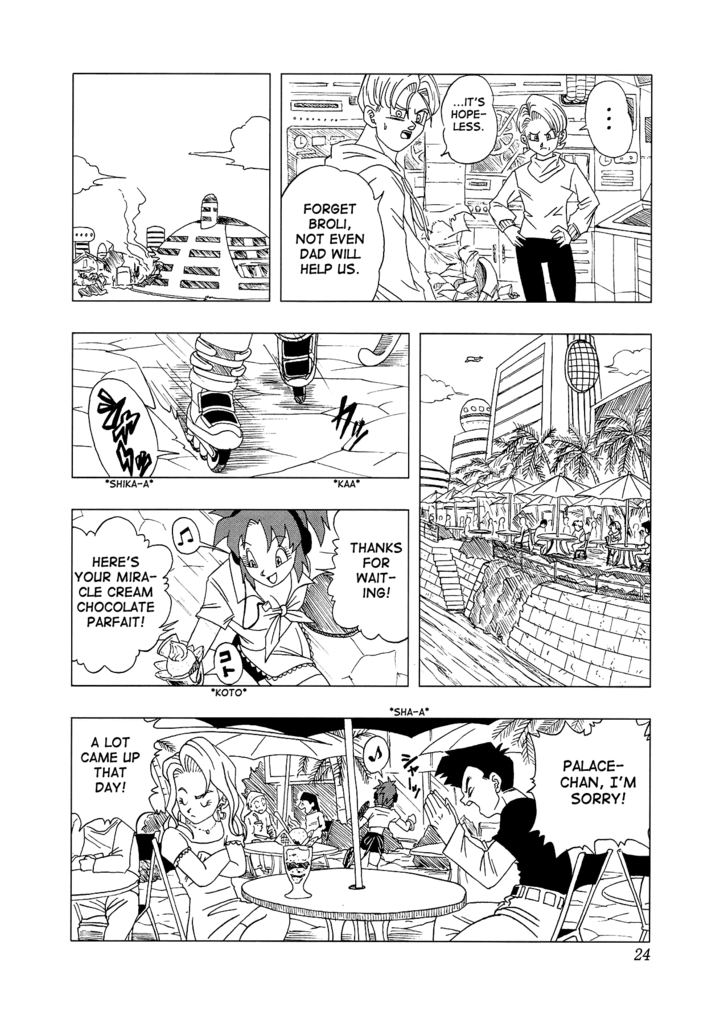 ...IT'S
HOPE-
LESS.
...
FORGET
BROLI,
NOT EVEN
DAD WILL
HELP US.
*SHIKA-A*
*KAA*
THANKS
FOR
WAIT-
ING!
HERE'S
YOUR MIRA-
CLE CREAM
CHOCOLATE
PARFAIT!
*KOTO*
*SHA-A*
A LOT
CAME UP
THAT
DAY!
PALACE-
CHAN, I'M
SORRY!
24